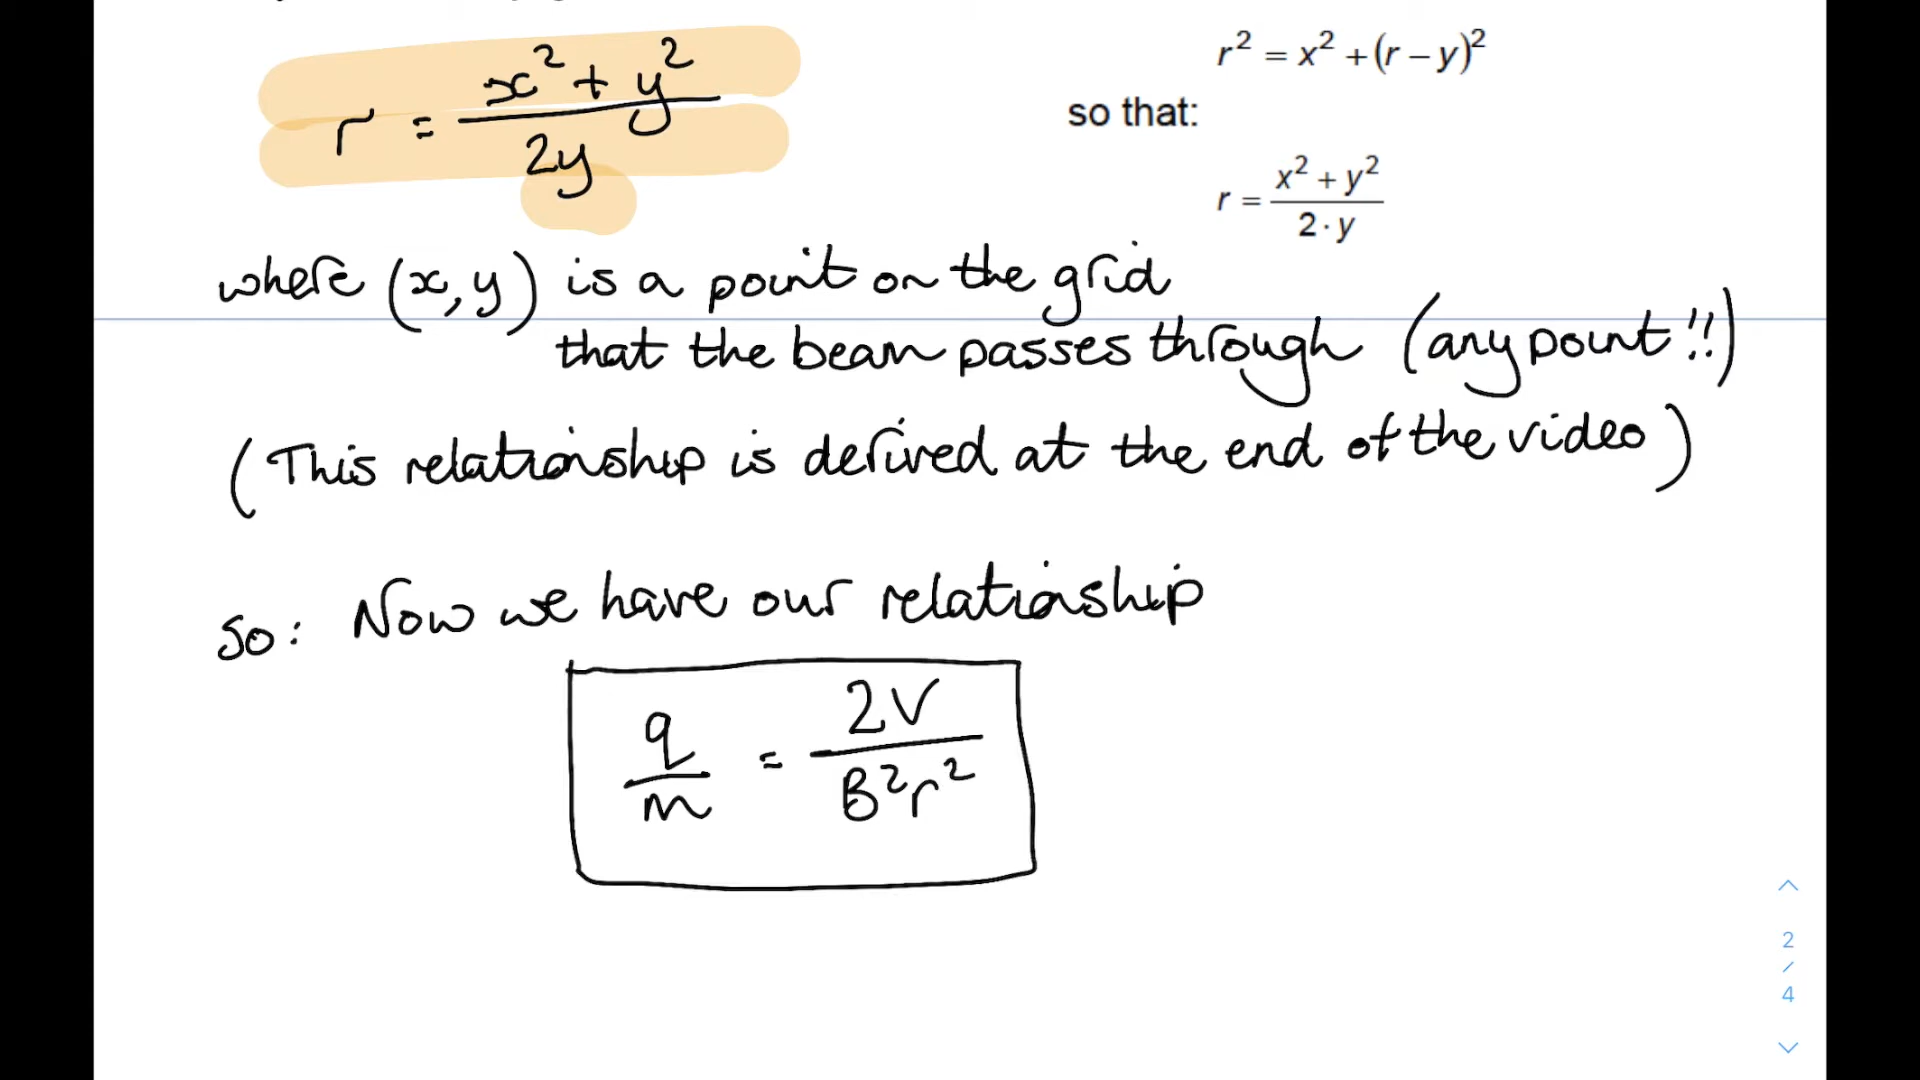 r = x² + y² / 2y
r² = x² + (r – y)²
so that:
r = x² + y² / 2 · y
where (x, y) is a point on the grid
that the beam passes through (any point!!)
(This relationship is derived at the end of the video)
So: Now we have our relationship
q / m = 2V / B²r²
2
/
4